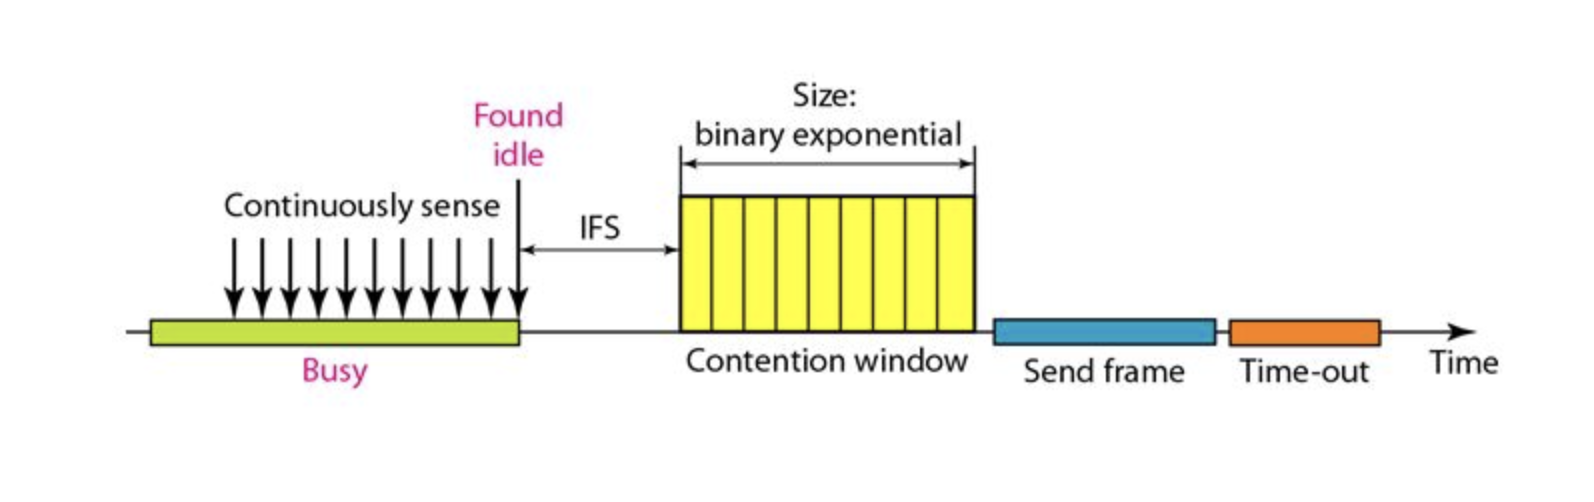 Size:
binary exponential
Found
idle
Continuously sense
IFS
Busy
Contention window
Send frame
Time-out
Time